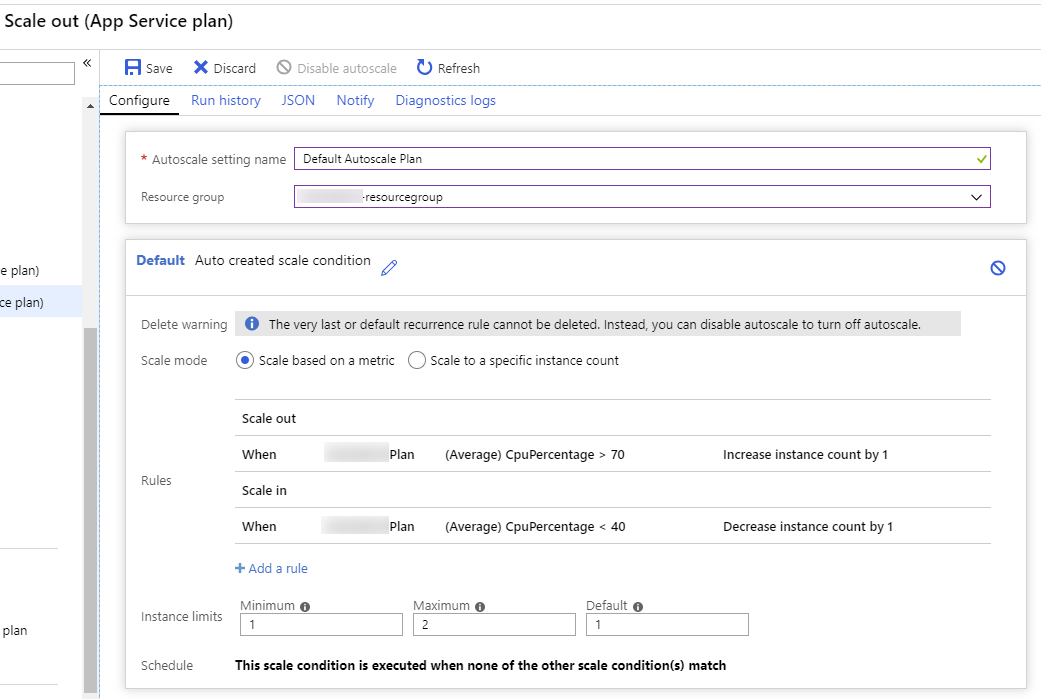 Scale out (App Service plan)
«
Save Discard Disable autoscale Refresh
Configure Run history JSON Notify Diagnostics logs
* Autoscale setting name Default Autoscale Plan
Resource group -resourcegroup
Default Auto created scale condition
e plan)
ce plan)
Delete warning The very last or default recurrence rule cannot be deleted. Instead, you can disable autoscale to turn off autoscale.
Scale mode Scale based on a metric Scale to a specific instance count
Scale out
When Plan (Average) CpuPercentage > 70 Increase instance count by 1
Rules
Scale in
When Plan (Average) CpuPercentage < 40 Decrease instance count by 1
+ Add a rule
Minimum Maximum Default
Instance limits 1 2 1
plan
Schedule This scale condition is executed when none of the other scale condition(s) match